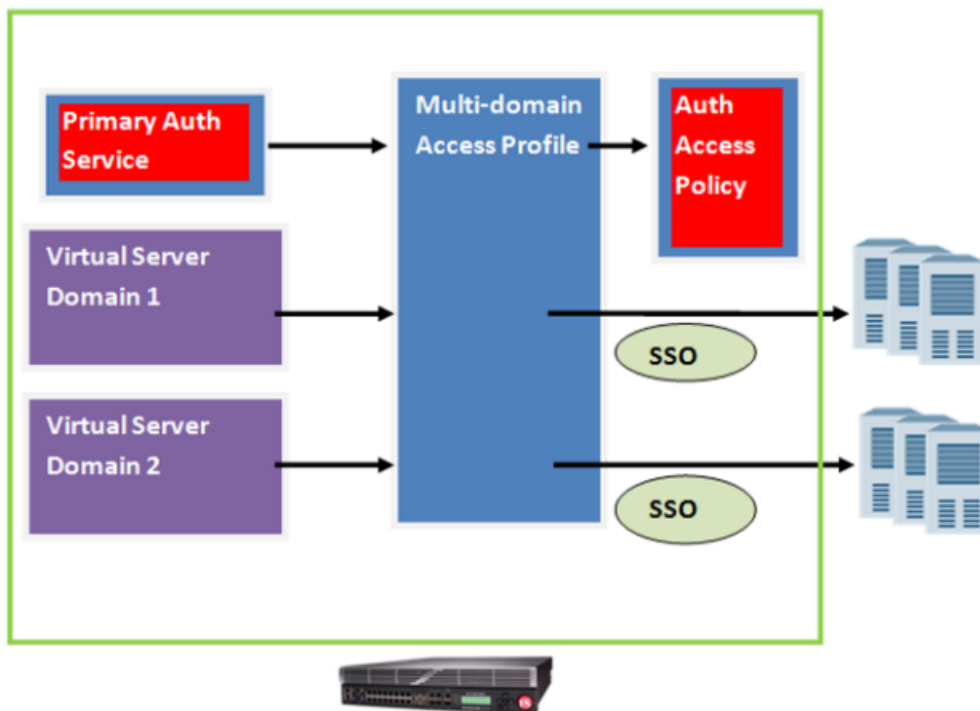 Primary Auth
Service
Multi-domain
Access Profile
Auth
Access
Policy
Virtual Server
Domain 1
SSO
Virtual Server
Domain 2
SSO